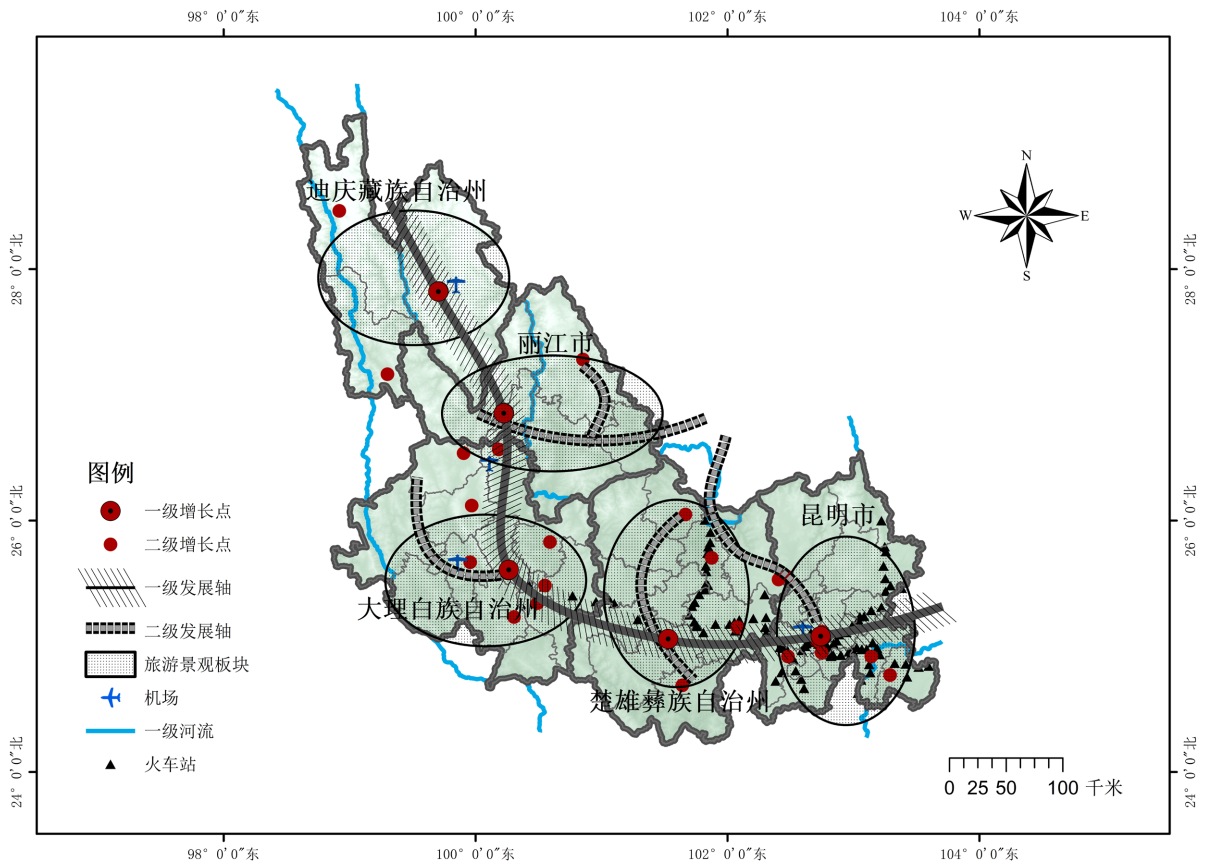 98° 0'0"东 100° 0'0"东 102° 0'0"东 104° 0'0"东
N
W E
S
迪庆藏族自治州
28° 0'0"北 28° 0'0"北
丽江市
昆明市
26° 0'0"北 26° 0'0"北
大理白族自治州
楚雄彝族自治州
24° 0'0"北 24° 0'0"北
图例
一级增长点
二级增长点
一级发展轴
二级发展轴
旅游景观板块
机场
一级河流
火车站
0 25 50 100 千米
98° 0'0"东 100° 0'0"东 102° 0'0"东 104° 0'0"东